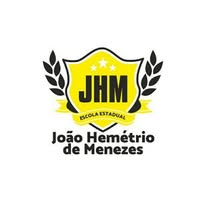 JHM
ESCOLA ESTADUAL
João Hemétrio
de Menezes